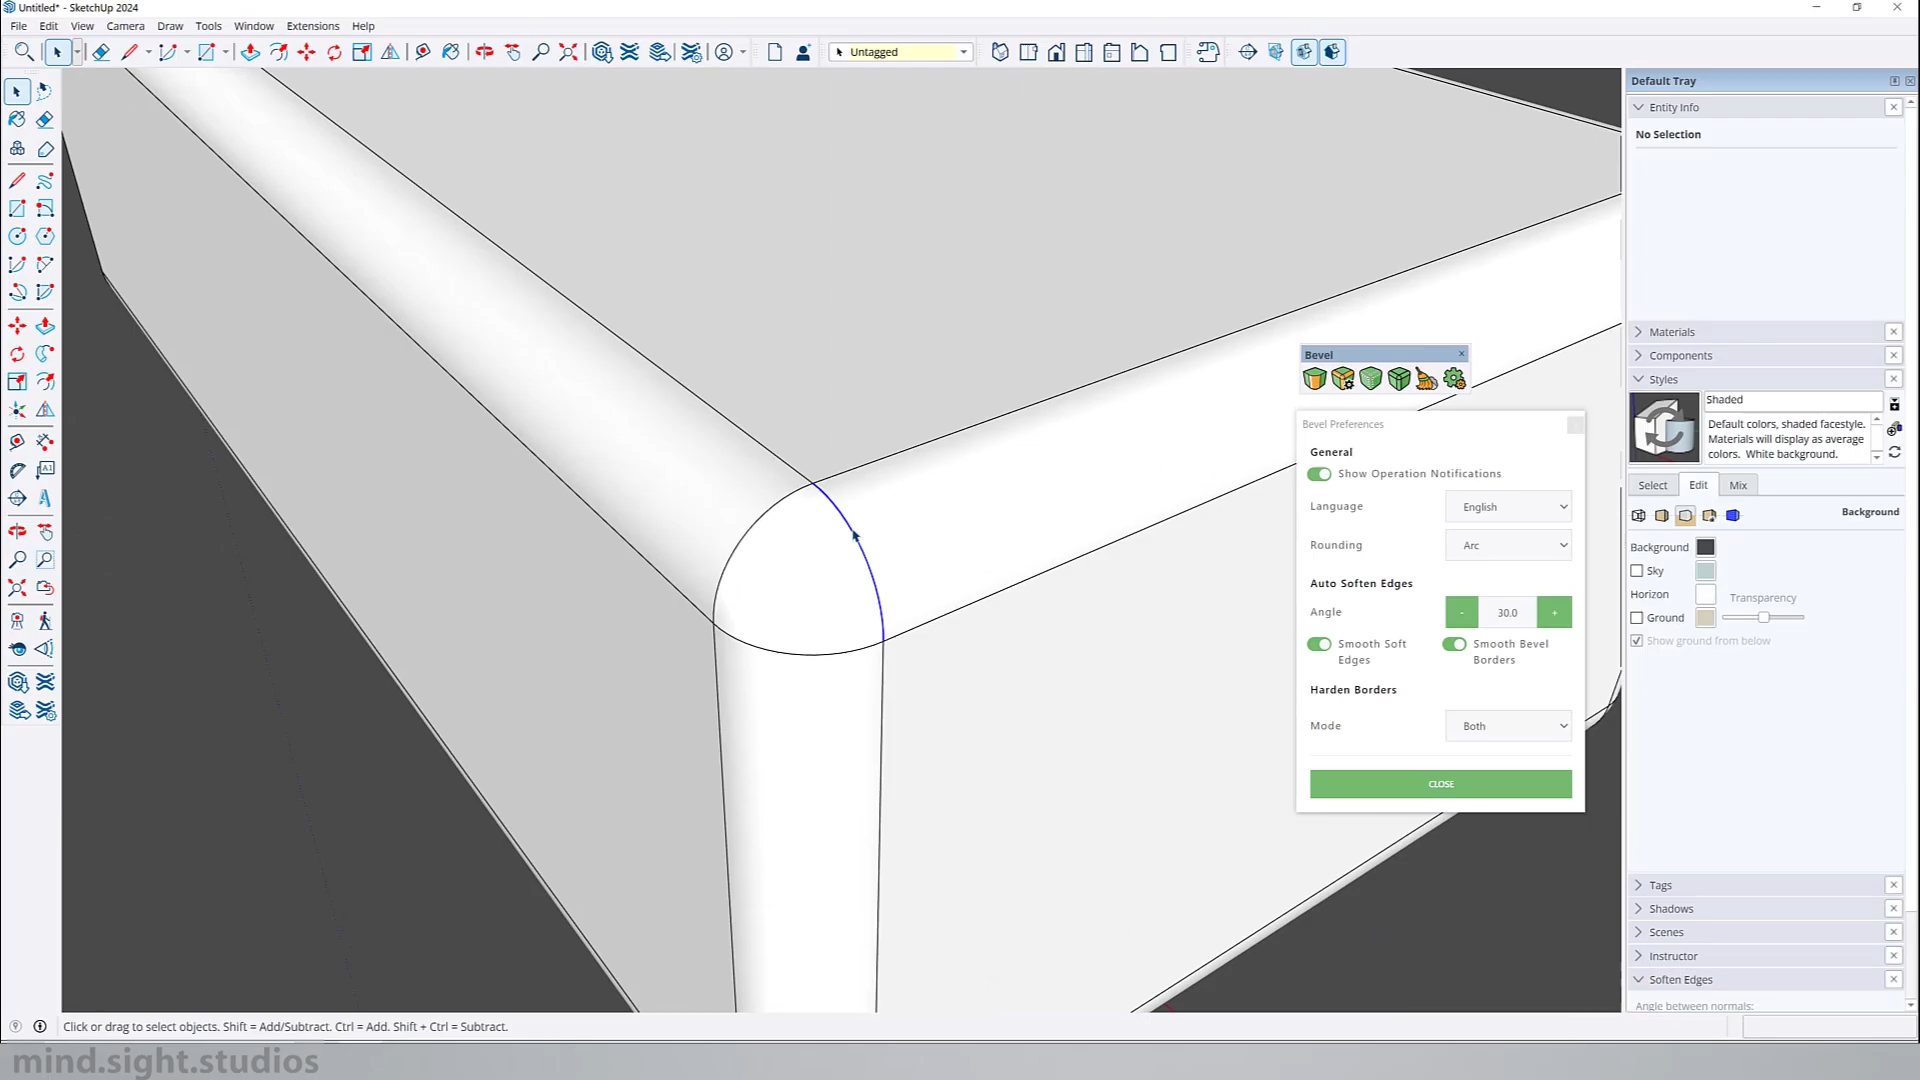 Untitled* - SketchUp 2024
File Edit View Camera Draw Tools Window Extensions Help
Untagged
Default Tray
Entity Info
No Selection
Materials
Components
Styles
Shaded
Default colors, shaded facestyle.
Materials will display as average
colors. White background.
Select Edit Mix
Background
Background
Sky
Horizon
Transparency
Ground
Show ground from below
Tags
Shadows
Scenes
Instructor
Soften Edges
Angle between normals:
Bevel
Bevel Preferences
General
Show Operation Notifications
Language English
Rounding Arc
Auto Soften Edges
Angle - 30.0 +
Smooth Soft Edges
Smooth Bevel Borders
Harden Borders
Mode Both
CLOSE
Click or drag to select objects. Shift = Add/Subtract. Ctrl = Add. Shift + Ctrl = Subtract.
mind.sight.studios